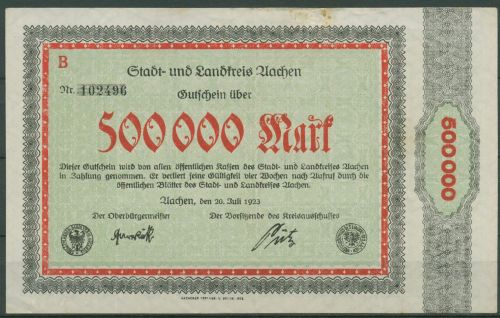 B
Stadt- und Landkreis Aachen
Nr. 102496
Gutschein über
500000 Mark
Dieser Gutschein wird von allen öffentlichen Kassen des Stadt- und Landkreises Aachen
in Zahlung genommen. Er verliert seine Gültigkeit vier Wochen nach Aufruf durch die
öffentlichen Blätter des Stadt- und Landkreises Aachen.
Aachen, den 20. Juli 1923
Der Oberbürgermeister
Der Vorsitzende des Kreisausschusses
500000